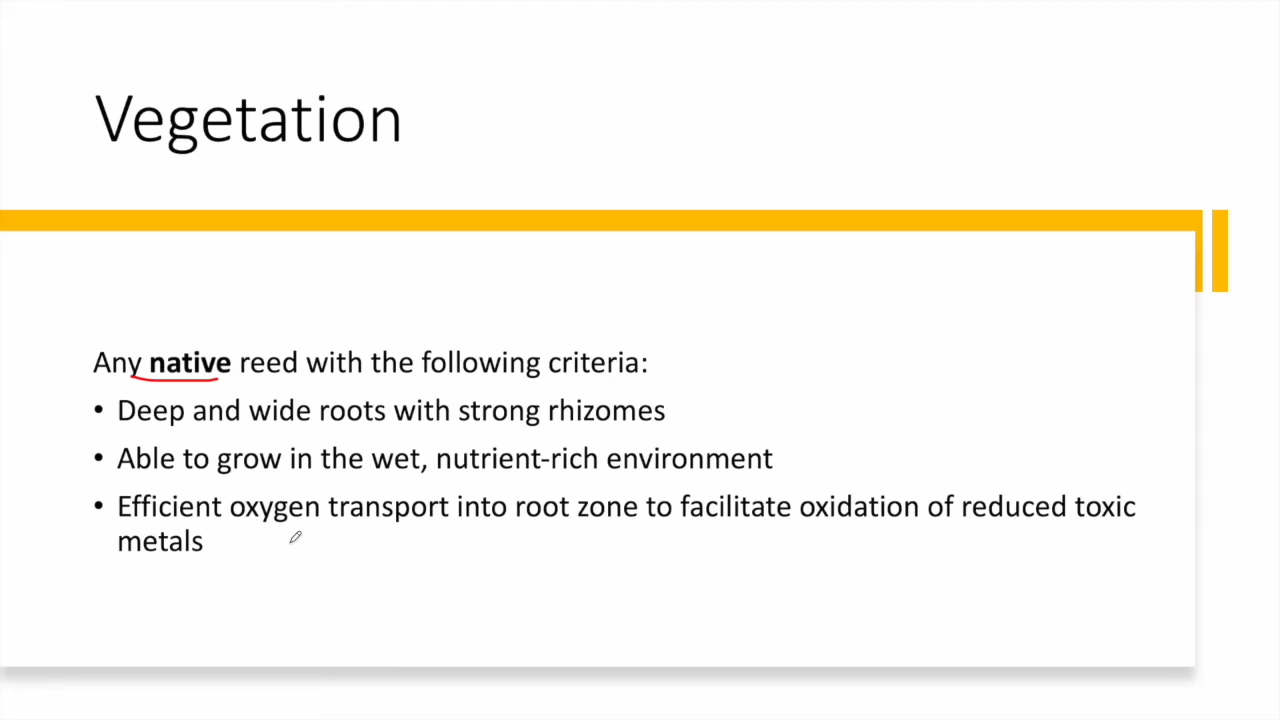 Vegetation
Any native reed with the following criteria:
• Deep and wide roots with strong rhizomes
• Able to grow in the wet, nutrient-rich environment
• Efficient oxygen transport into root zone to facilitate oxidation of reduced toxic
metals